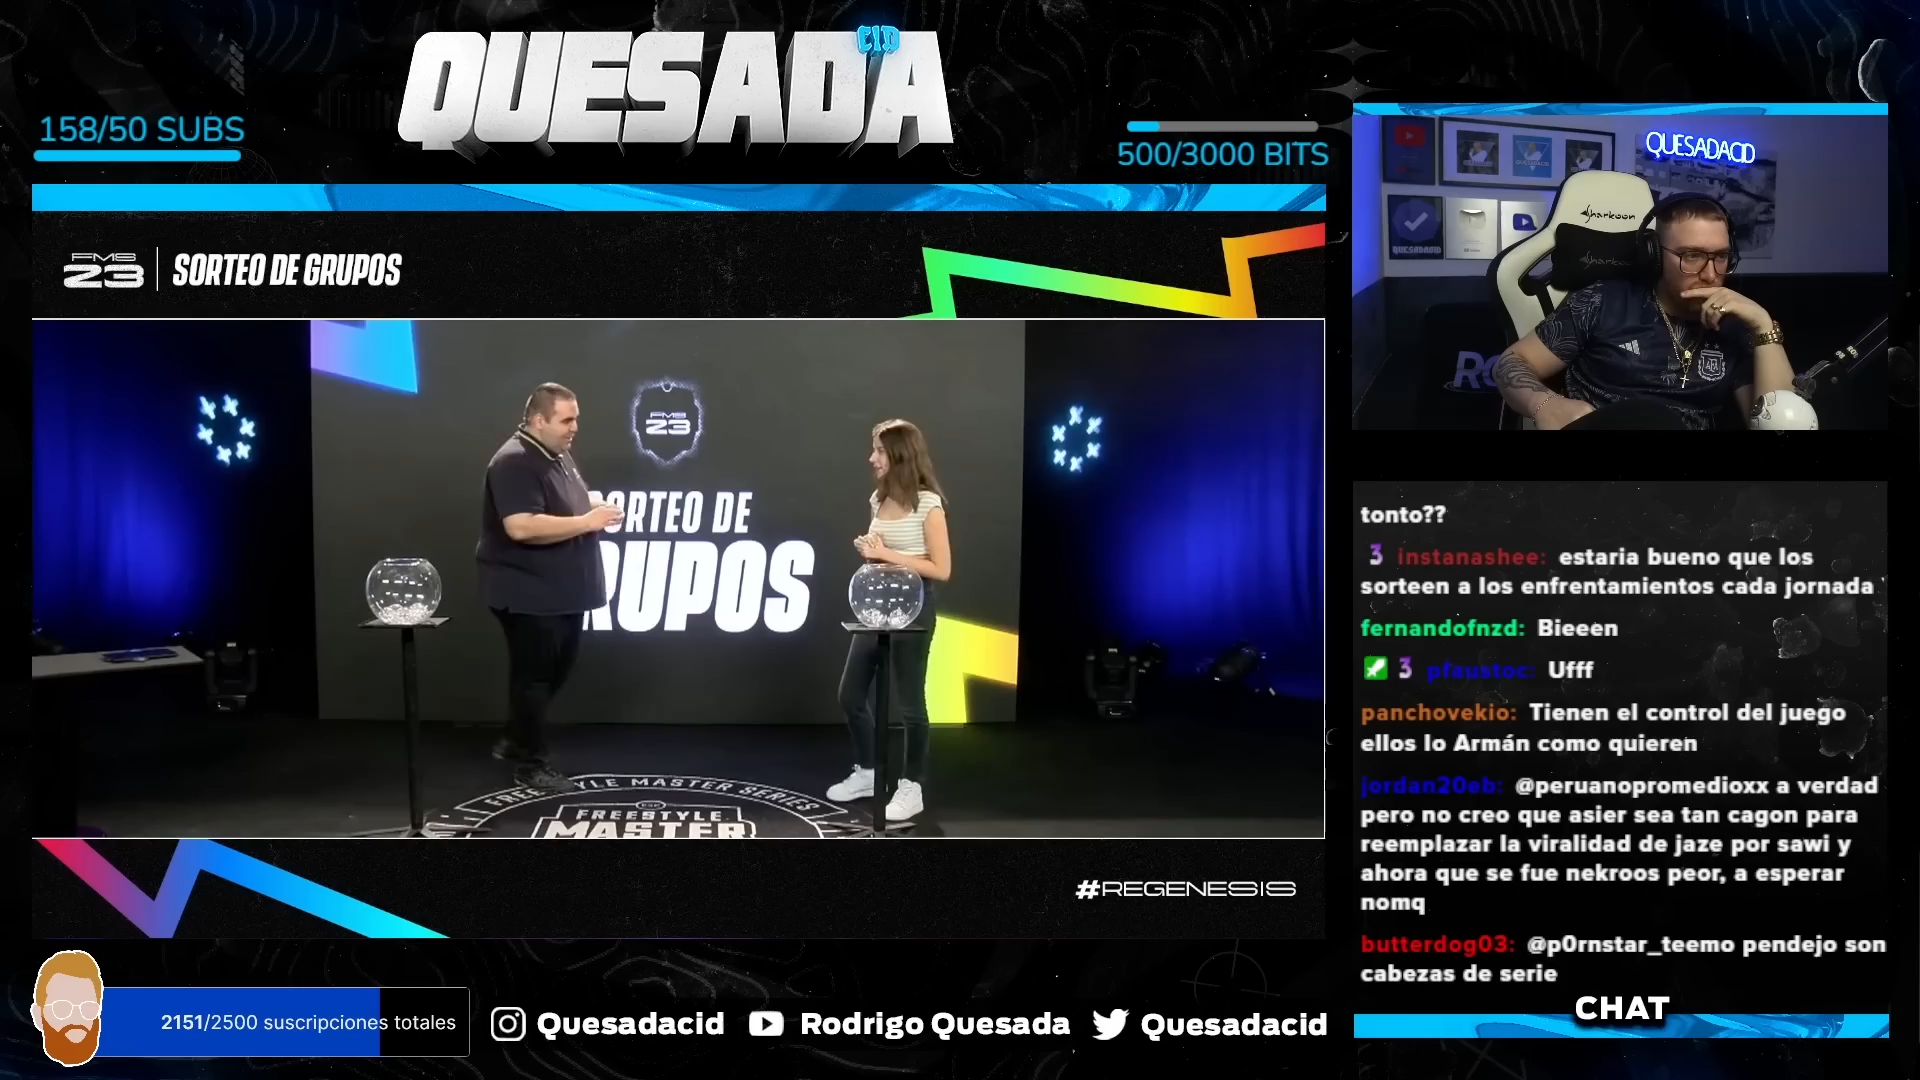 QUESADA
CID
158/50 SUBS
500/3000 BITS
FMS
23
SORTEO DE GRUPOS
QUESADACID
Sharkoon
QUESADACID
FMS
23
ORTEO DE
RUPOS
FREESTYLE MASTER SERIES
FREESTYLE
MASTER
#REGENESIS
tonto??
3 instanashee: estaria bueno que los
sorteen a los enfrentamientos cada jornada
fernandofnzd: Bieeen
3 pfaustoc: Ufff
panchovekio: Tienen el control del juego
ellos lo Armán como quieren
jordan20eb: @peruanopromedioxx a verdad
pero no creo que asier sea tan cagon para
reemplazar la viralidad de jaze por sawi y
ahora que se fue nekroos peor, a esperar
nomq
butterdog03: @p0rnstar_teemo pendejo son
cabezas de serie
CHAT
2151/2500 suscripciones totales
Quesadacid
Rodrigo Quesada
Quesadacid